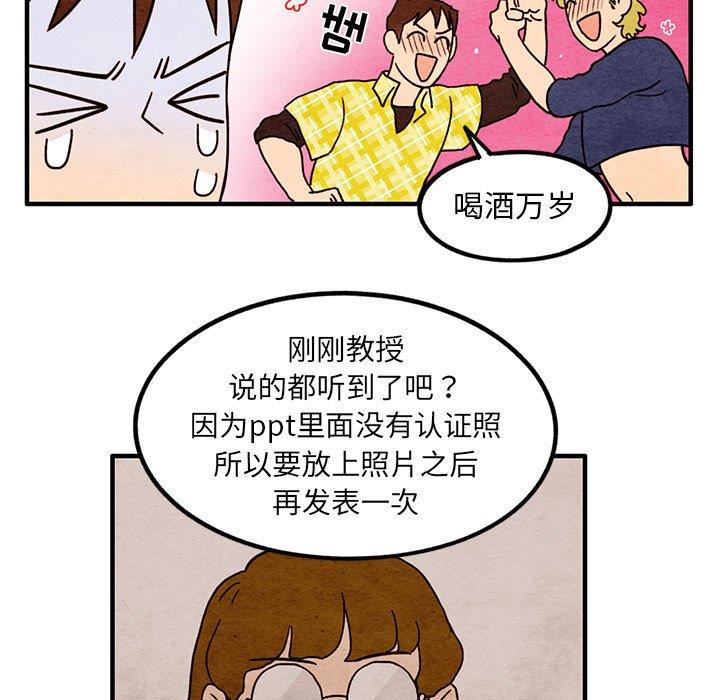 喝酒万岁
刚刚教授
说的都听到了吧？
因为ppt里面没有认证照
所以要放上照片之后
再发表一次